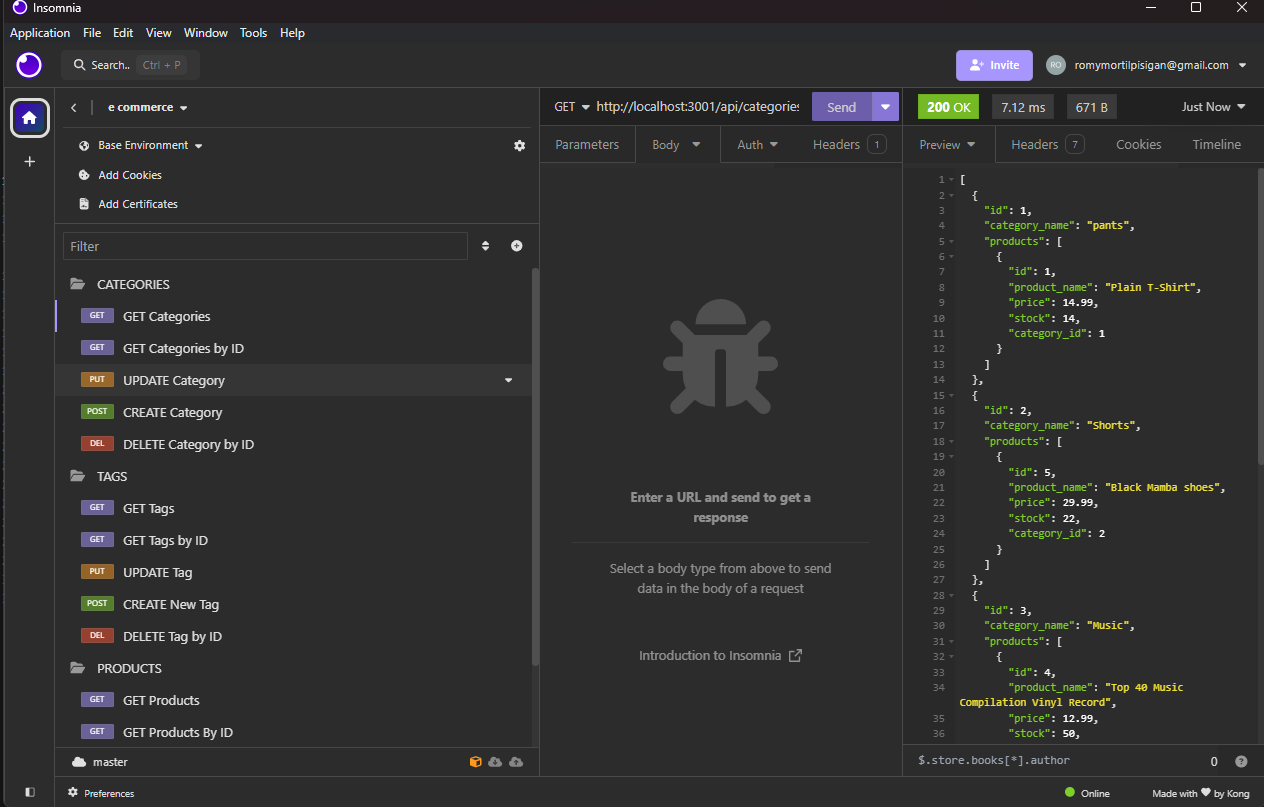 Insomnia
Application File Edit View Window Tools Help
Search.. Ctrl + P
Invite
RO romymortilpisigan@gmail.com
e commerce
Base Environment
Add Cookies
Add Certificates
Filter
CATEGORIES
GET GET Categories
GET GET Categories by ID
PUT UPDATE Category
POST CREATE Category
DEL DELETE Category by ID
TAGS
GET GET Tags
GET GET Tags by ID
PUT UPDATE Tag
POST CREATE New Tag
DEL DELETE Tag by ID
PRODUCTS
GET GET Products
GET GET Products By ID
master
Preferences
GET http://localhost:3001/api/categories Send
Parameters Body Auth Headers 1
Enter a URL and send to get a
response
Select a body type from above to send
data in the body of a request
Introduction to Insomnia
200 OK 7.12 ms 671 B Just Now
Preview Headers 7 Cookies Timeline
1 [
2 {
3 "id": 1,
4 "category_name": "pants",
5 "products": [
6 {
7 "id": 1,
8 "product_name": "Plain T-Shirt",
9 "price": 14.99,
10 "stock": 14,
11 "category_id": 1
12 }
13 ]
14 },
15 {
16 "id": 2,
17 "category_name": "Shorts",
18 "products": [
19 {
20 "id": 5,
21 "product_name": "Black Mamba shoes",
22 "price": 29.99,
23 "stock": 22,
24 "category_id": 2
25 }
26 ]
27 },
28 {
29 "id": 3,
30 "category_name": "Music",
31 "products": [
32 {
33 "id": 4,
34 "product_name": "Top 40 Music
Compilation Vinyl Record",
35 "price": 12.99,
36 "stock": 50,
$.store.books[*].author 0 ?
Online Made with ♥ by Kong